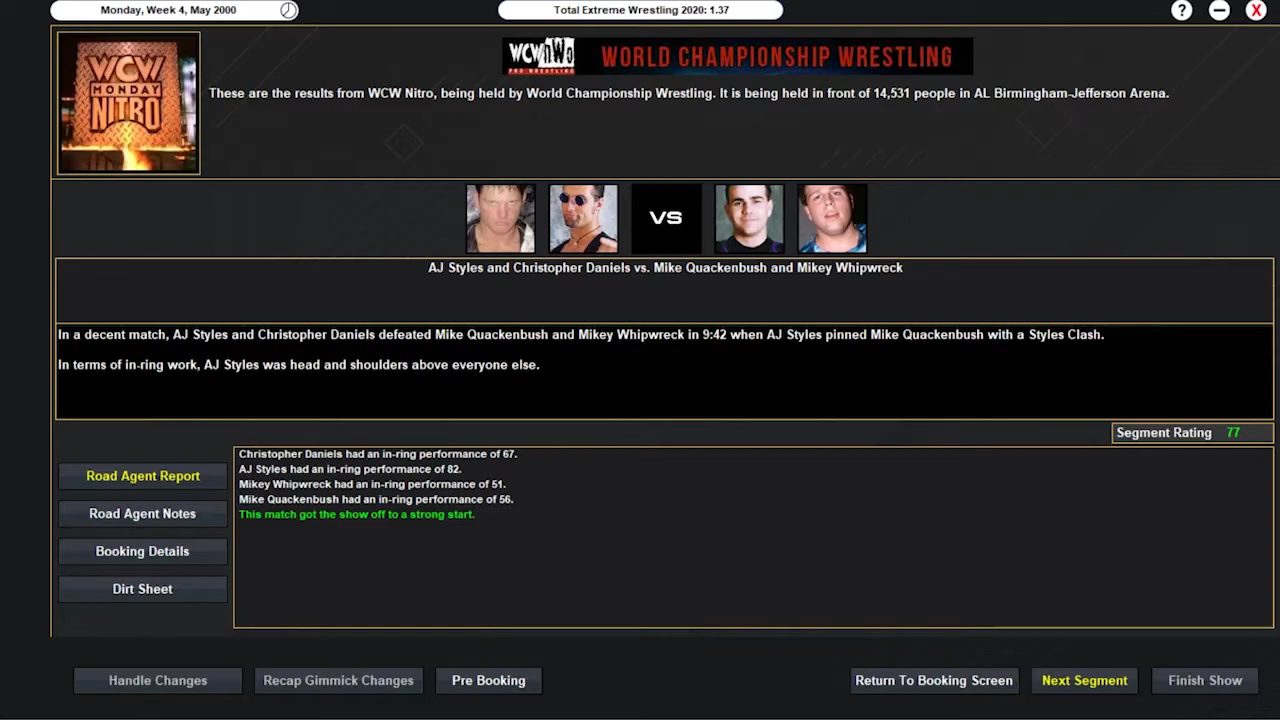 Monday, Week 4, May 2000
Total Extreme Wrestling 2020: 1.37
?
X
WCW
MONDAY
NITRO
WCW nWo
PRO WRESTLING
WORLD CHAMPIONSHIP WRESTLING
These are the results from WCW Nitro, being held by World Championship Wrestling. It is being held in front of 14,531 people in AL Birmingham-Jefferson Arena.
VS
AJ Styles and Christopher Daniels vs. Mike Quackenbush and Mikey Whipwreck
In a decent match, AJ Styles and Christopher Daniels defeated Mike Quackenbush and Mikey Whipwreck in 9:42 when AJ Styles pinned Mike Quackenbush with a Styles Clash.
In terms of in-ring work, AJ Styles was head and shoulders above everyone else.
Segment Rating 77
Road Agent Report
Road Agent Notes
Booking Details
Dirt Sheet
Christopher Daniels had an in-ring performance of 67.
AJ Styles had an in-ring performance of 82.
Mikey Whipwreck had an in-ring performance of 51.
Mike Quackenbush had an in-ring performance of 56.
This match got the show off to a strong start.
Handle Changes
Recap Gimmick Changes
Pre Booking
Return To Booking Screen
Next Segment
Finish Show